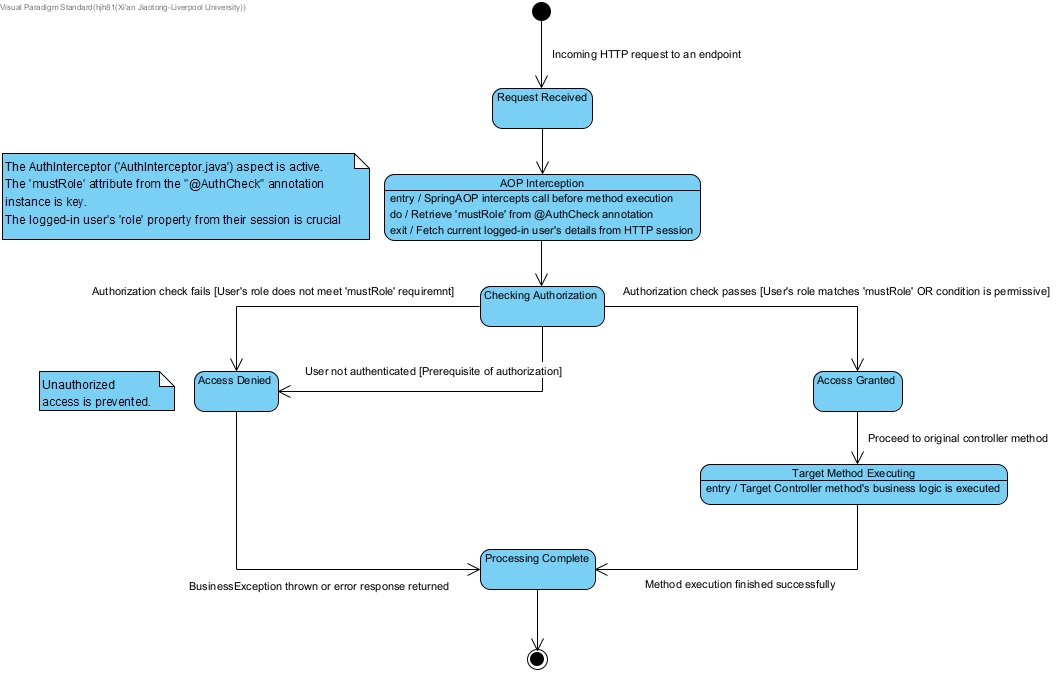 Visual Paradigm Standard(hjh81(Xi'an Jiaotong-Liverpool University))
Incoming HTTP request to an endpoint
Request Received
The AuthInterceptor ('AuthInterceptor.java') aspect is active.
The 'mustRole' attribute from the "@AuthCheck" annotation
instance is key.
The logged-in user's 'role' property from their session is crucial
AOP Interception
entry / SpringAOP intercepts call before method execution
do / Retrieve 'mustRole' from @AuthCheck annotation
exit / Fetch current logged-in user's details from HTTP session
Authorization check fails [User's role does not meet 'mustRole' requiremnt]
Checking Authorization
Authorization check passes [User's role matches 'mustRole' OR condition is permissive]
User not authenticated [Prerequisite of authorization]
Unauthorized
access is prevented.
Access Denied
Access Granted
Proceed to original controller method
Target Method Executing
entry / Target Controller method's business logic is executed
Processing Complete
BusinessException thrown or error response returned
Method execution finished successfully